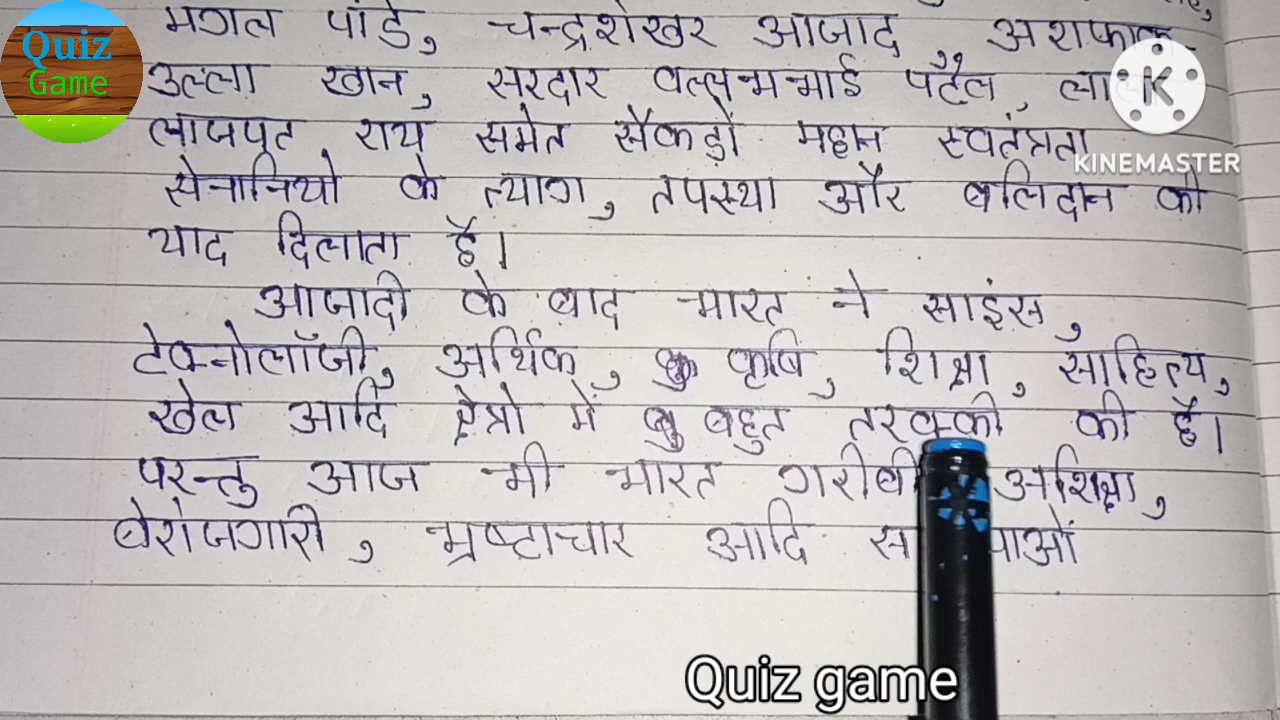 Quiz
Game
मंगल पांडे, चन्द्रशेखर आजाद, अशफाक
उल्ला खान, सरदार वल्लभभाई पटैल,
लाजपत राय समेत सैकड़ों महान स्वतंत्रता
सेनानियो के त्याग, तपस्या और बलिदान की
याद दिलाता है।
आजादी के बाद भारत ने साइंस,
टेक्नोलॉजी, अर्थिक, कृषि, शिक्षा, साहित्य,
खेल आदि क्षेत्रो में बहुत तरक्की की है।
परन्तु आज भी भारत गरीबी अशिक्षा,
बेरोजगारी, भ्रष्टाचार आदि
K
KINEMASTER
Quiz game